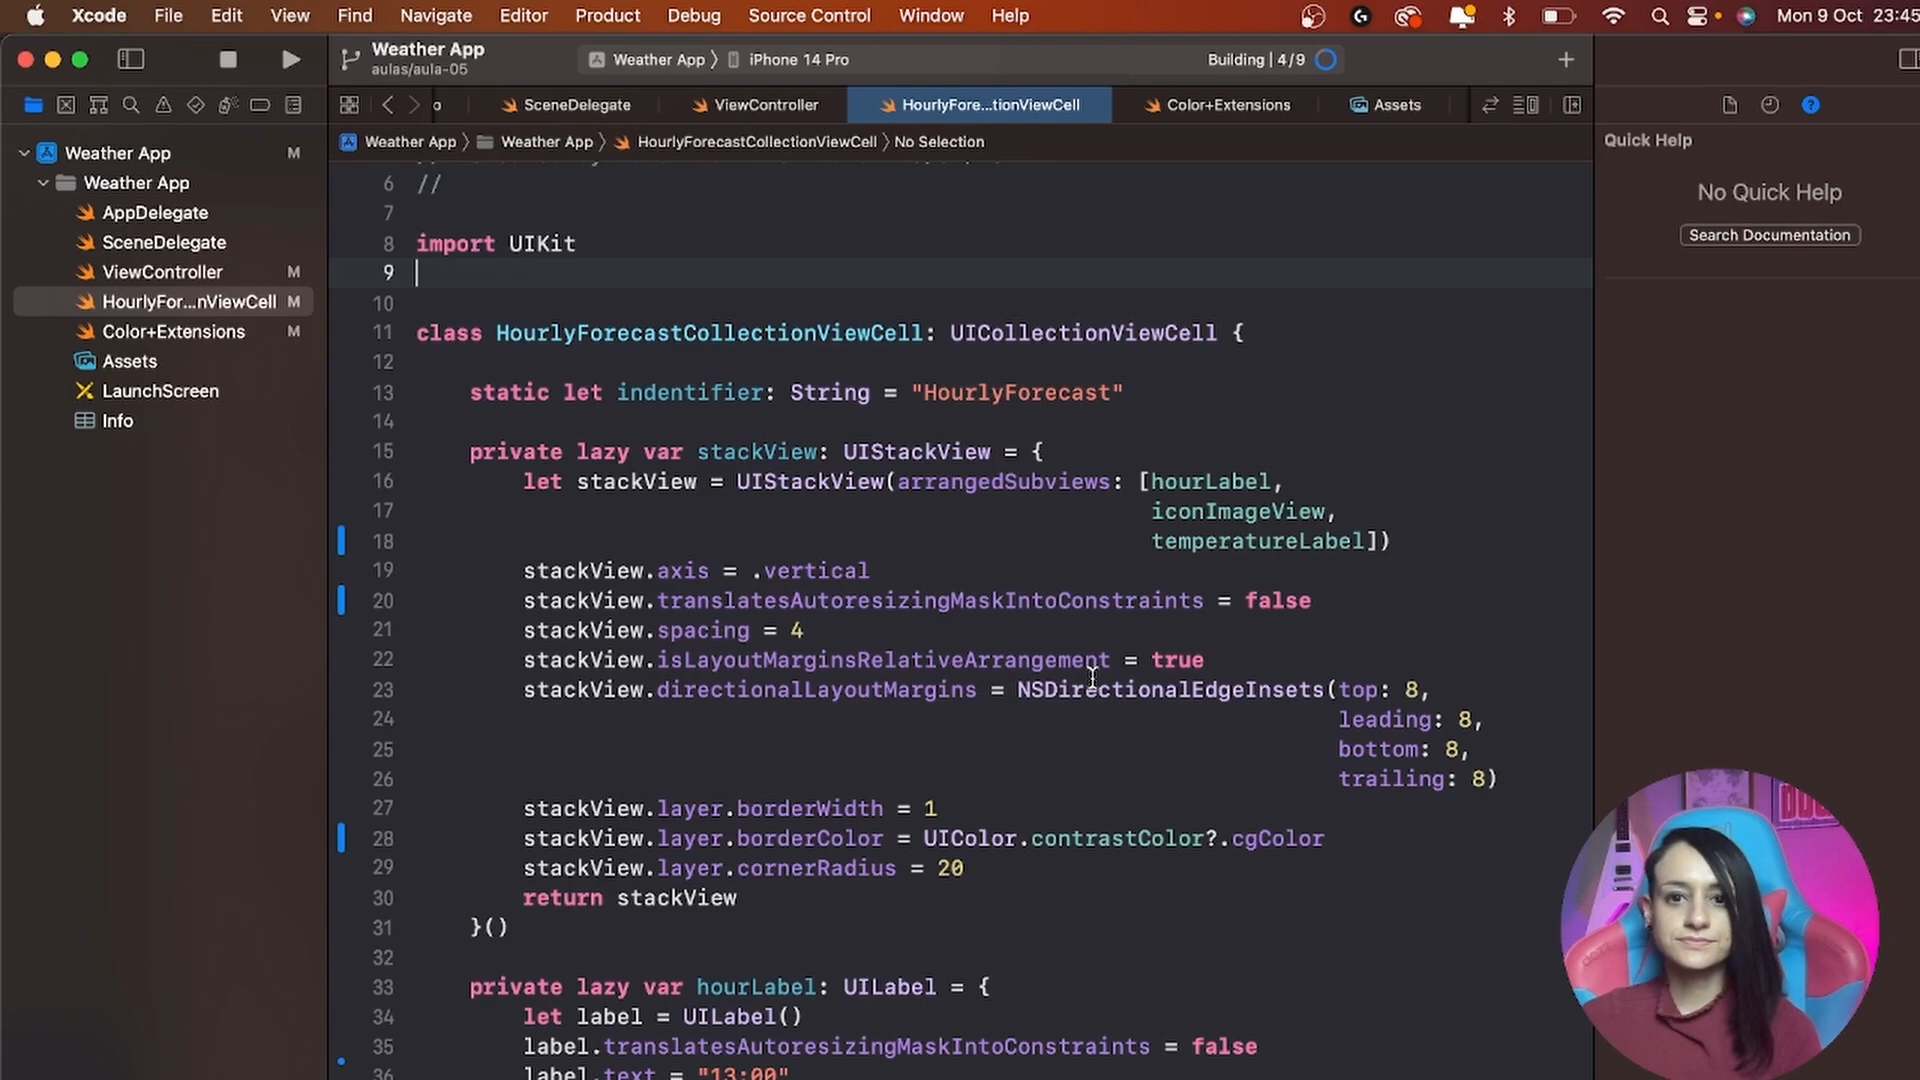 Xcode File Edit View Find Navigate Editor Product Debug Source Control Window Help Mon 9 Oct 23:45
Weather App
aulas/aula-05
Weather App iPhone 14 Pro Building | 4/9
SceneDelegate ViewController HourlyFore...tionViewCell Color+Extensions Assets
Weather App Weather App HourlyForecastCollectionViewCell No Selection
Weather App M
Weather App
AppDelegate
SceneDelegate
ViewController M
HourlyFor...nViewCell M
Color+Extensions M
Assets
LaunchScreen
Info
6 //
7
8 import UIKit
9
10
11 class HourlyForecastCollectionViewCell: UICollectionViewCell {
12
13 static let indentifier: String = "HourlyForecast"
14
15 private lazy var stackView: UIStackView = {
16 let stackView = UIStackView(arrangedSubviews: [hourLabel,
17 iconImageView,
18 temperatureLabel])
19 stackView.axis = .vertical
20 stackView.translatesAutoresizingMaskIntoConstraints = false
21 stackView.spacing = 4
22 stackView.isLayoutMarginsRelativeArrangement = true
23 stackView.directionalLayoutMargins = NSDirectionalEdgeInsets(top: 8,
24 leading: 8,
25 bottom: 8,
26 trailing: 8)
27 stackView.layer.borderWidth = 1
28 stackView.layer.borderColor = UIColor.contrastColor?.cgColor
29 stackView.layer.cornerRadius = 20
30 return stackView
31 }()
32
33 private lazy var hourLabel: UILabel = {
34 let label = UILabel()
35 label.translatesAutoresizingMaskIntoConstraints = false
36 label.text = "13:00"
Quick Help
No Quick Help
Search Documentation